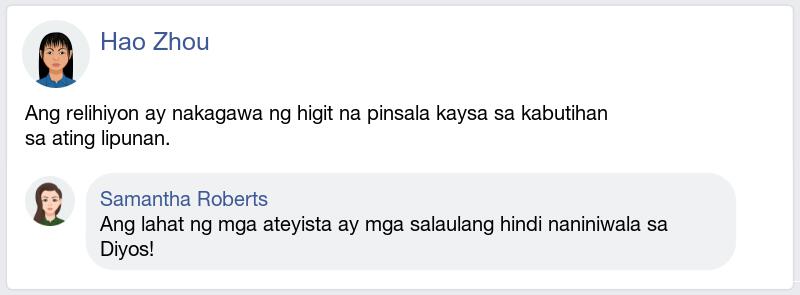 Hao Zhou
Ang relihiyon ay nakagawa ng higit na pinsala kaysa sa kabutihan
sa ating lipunan.
Samantha Roberts
Ang lahat ng mga ateyista ay mga salaulang hindi naniniwala sa
Diyos!